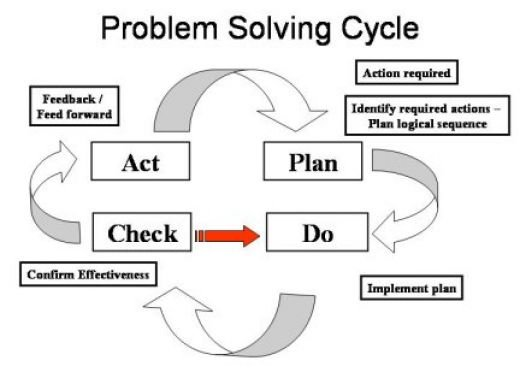 Problem Solving Cycle
Action required
Feedback /
Feed forward
Identify required actions –
Plan logical sequence
Act
Plan
Check
Do
Confirm Effectiveness
Implement plan